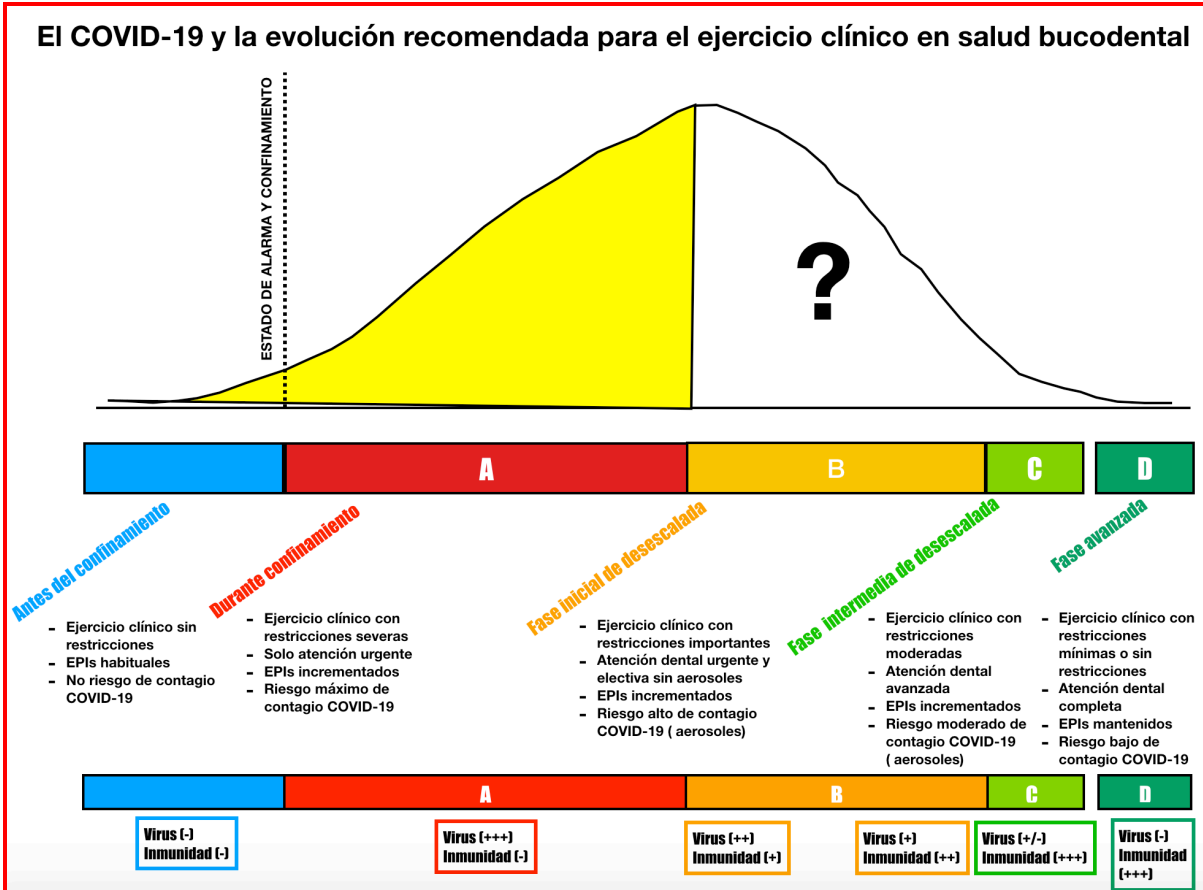 El COVID-19 y la evolución recomendada para el ejercicio clínico en salud bucodental
ESTADO DE ALARMA Y CONFINAMIENTO
?
A
B
C
D
Antes del confinamiento
Durante confinamiento
Fase inicial de desescalada
Fase intermedia de desescalada
Fase avanzada
- Ejercicio clínico sin
restricciones
- EPIs habituales
- No riesgo de contagio
COVID-19
- Ejercicio clínico con
restricciones severas
- Solo atención urgente
- EPIs incrementados
- Riesgo máximo de
contagio COVID-19
- Ejercicio clínico con
restricciones importantes
- Atención dental urgente y
electiva sin aerosoles
- EPIs incrementados
- Riesgo alto de contagio
COVID-19 ( aerosoles)
- Ejercicio clínico con
restricciones
moderadas
- Atención dental
avanzada
- EPIs incrementados
- Riesgo moderado de
contagio COVID-19
( aerosoles)
- Ejercicio clínico con
restricciones
mínimas o sin
restricciones
- Atención dental
completa
- EPIs mantenidos
- Riesgo bajo de
contagio COVID-19
A
B
C
D
Virus (-)
Inmunidad (-)
Virus (+++)
Inmunidad (-)
Virus (++)
Inmunidad (+)
Virus (+)
Inmunidad (++)
Virus (+/-)
Inmunidad (+++)
Virus (-)
Inmunidad
(+++)